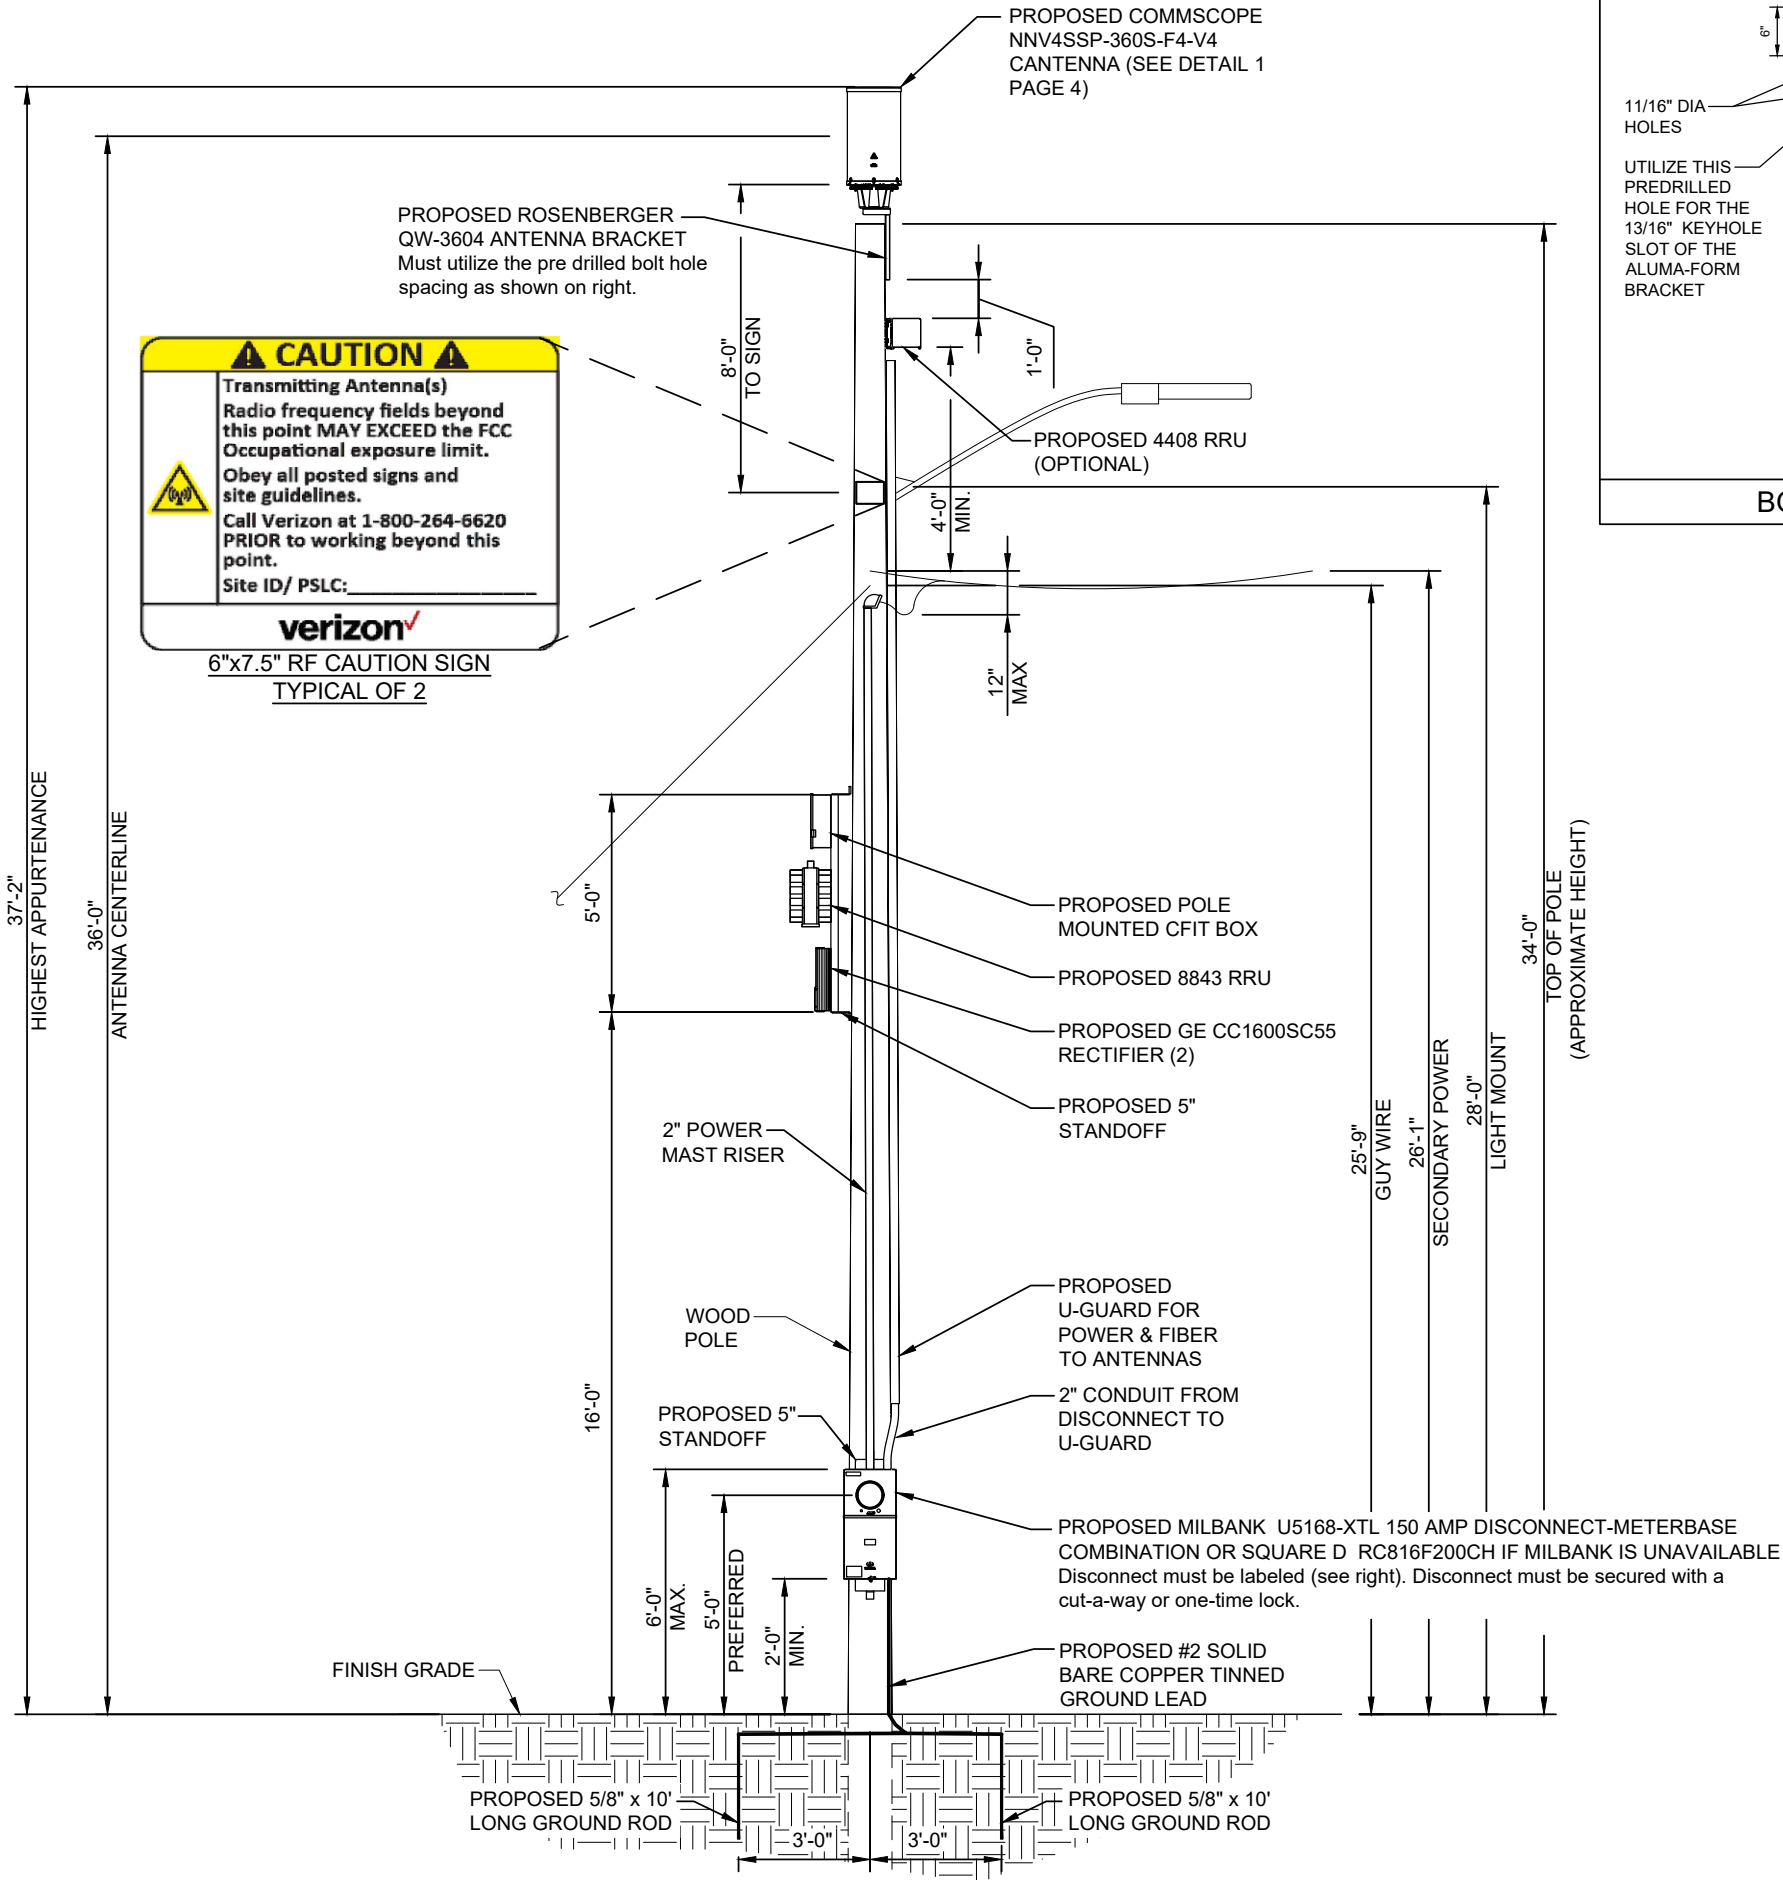 PROPOSED COMMSCOPE
NNV4SSP-360S-F4-V4
CANTENNA (SEE DETAIL 1
PAGE 4)
6"
11/16" DIA
HOLES
UTILIZE THIS
PREDRILLED
HOLE FOR THE
13/16" KEYHOLE
SLOT OF THE
ALUMA-FORM
BRACKET
PROPOSED ROSENBERGER
QW-3604 ANTENNA BRACKET
Must utilize the pre drilled bolt hole
spacing as shown on right.
8'-0"
TO SIGN
1'-0"
CAUTION
Transmitting Antenna(s)
Radio frequency fields beyond
this point MAY EXCEED the FCC
Occupational exposure limit.
Obey all posted signs and
site guidelines.
Call Verizon at 1-800-264-6620
PRIOR to working beyond this
point.
Site ID/ PSLC:
verizon
6"x7.5" RF CAUTION SIGN
TYPICAL OF 2
PROPOSED 4408 RRU
(OPTIONAL)
4'-0"
MIN.
BO
12"
MAX
37'-2"
HIGHEST APPURTENANCE
36'-0"
ANTENNA CENTERLINE
5'-0"
PROPOSED POLE
MOUNTED CFIT BOX
PROPOSED 8843 RRU
PROPOSED GE CC1600SC55
RECTIFIER (2)
PROPOSED 5"
STANDOFF
34'-0"
TOP OF POLE
(APPROXIMATE HEIGHT)
28'-0"
LIGHT MOUNT
26'-1"
SECONDARY POWER
25'-9"
GUY WIRE
2" POWER
MAST RISER
WOOD
POLE
PROPOSED
U-GUARD FOR
POWER & FIBER
TO ANTENNAS
16'-0"
PROPOSED 5"
STANDOFF
2" CONDUIT FROM
DISCONNECT TO
U-GUARD
PROPOSED MILBANK U5168-XTL 150 AMP DISCONNECT-METERBASE
COMBINATION OR SQUARE D RC816F200CH IF MILBANK IS UNAVAILABLE
Disconnect must be labeled (see right). Disconnect must be secured with a
cut-a-way or one-time lock.
6'-0"
MAX.
5'-0"
PREFERRED
2'-0"
MIN.
PROPOSED #2 SOLID
BARE COPPER TINNED
GROUND LEAD
FINISH GRADE
PROPOSED 5/8" x 10'
LONG GROUND ROD
PROPOSED 5/8" x 10'
LONG GROUND ROD
3'-0"
3'-0"